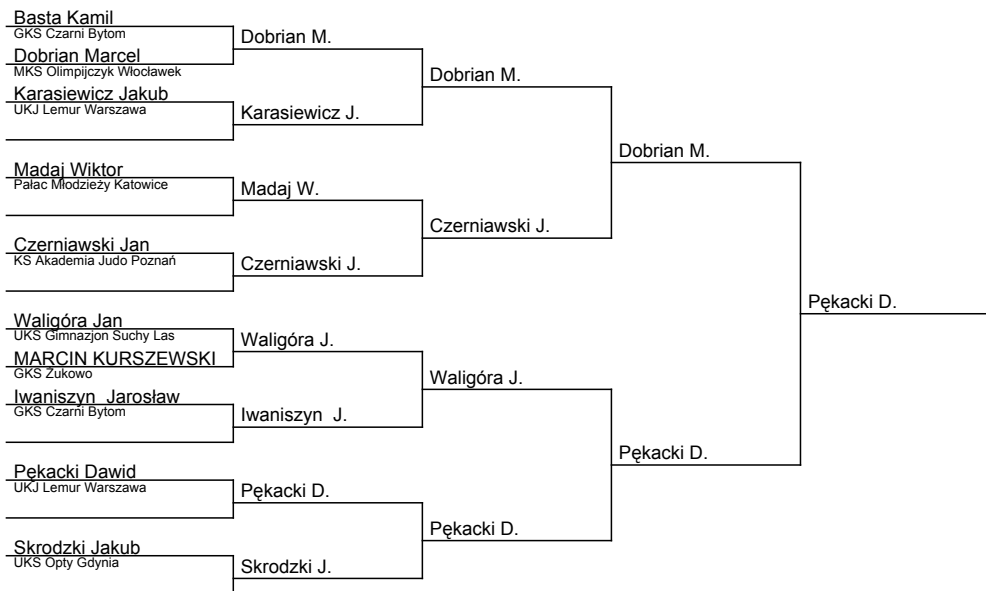 Basta Kamil
GKS Czarni Bytom
Dobrian Marcel
MKS Olimpijczyk Włocławek
Karasiewicz Jakub
UKJ Lemur Warszawa
Madaj Wiktor
Pałac Młodzieży Katowice
Czerniawski Jan
KS Akademia Judo Poznań
Waligóra Jan
UKS Gimnazjon Suchy Las
MARCIN KURSZEWSKI
GKS Żukowo
Iwaniszyn  Jarosław
GKS Czarni Bytom
Pękacki Dawid
UKJ Lemur Warszawa
Skrodzki Jakub
UKS Opty Gdynia
Dobrian M.
Karasiewicz J.
Madaj W.
Czerniawski J.
Waligóra J.
Iwaniszyn  J.
Pękacki D.
Skrodzki J.
Dobrian M.
Czerniawski J.
Waligóra J.
Pękacki D.
Dobrian M.
Pękacki D.
Pękacki D.